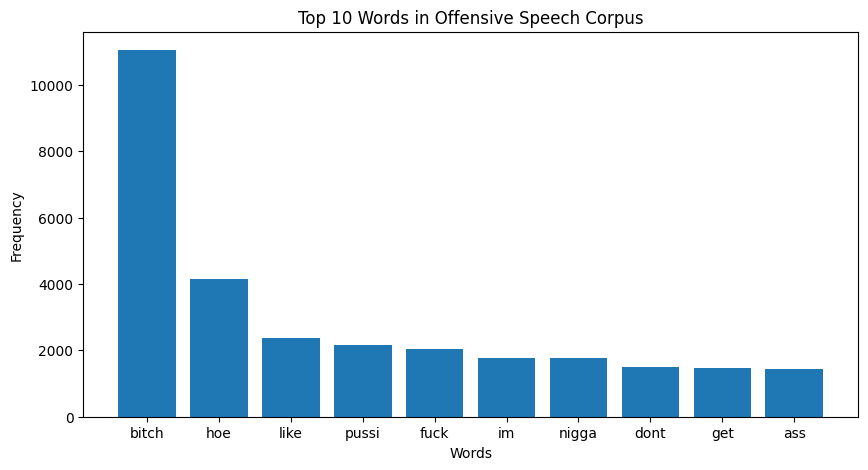 Top 10 Words in Offensive Speech Corpus
Frequency
10000
8000
6000
4000
2000
0
bitch hoe like pussi fuck im nigga dont get ass
Words